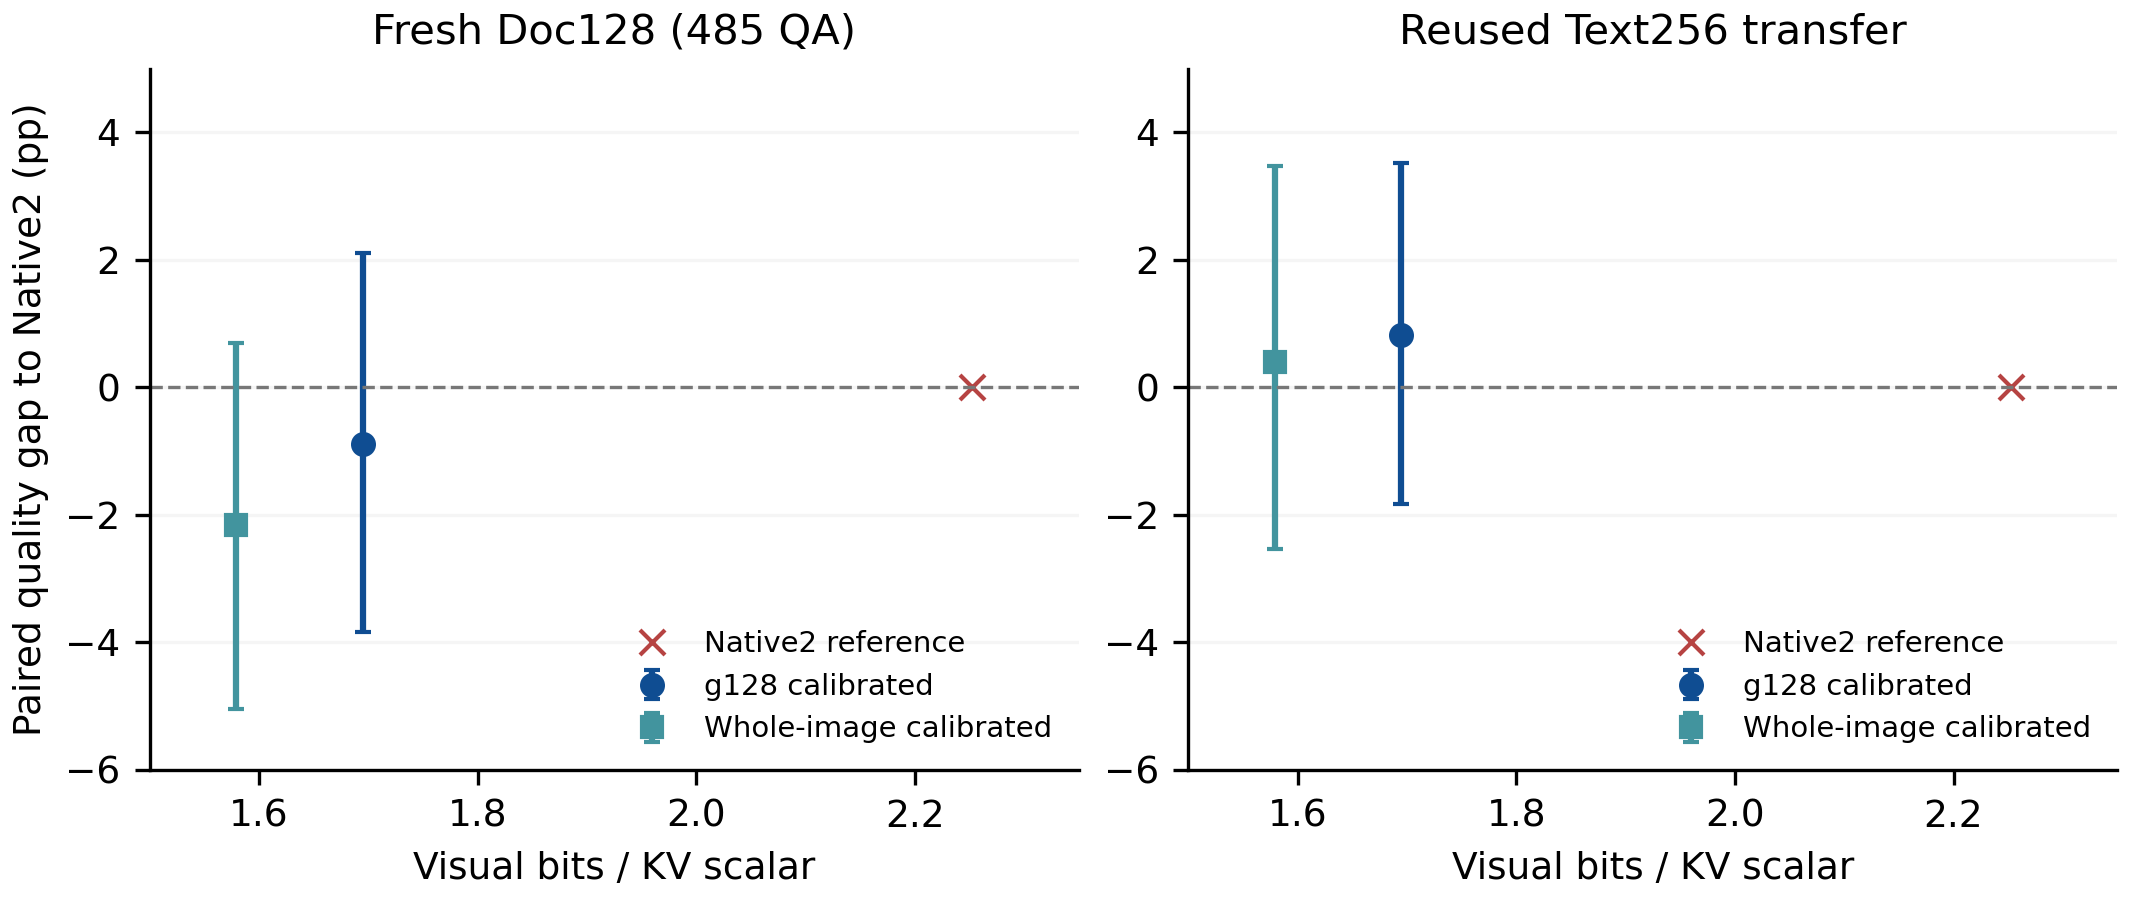 Fresh Doc128 (485 QA)
Paired quality gap to Native2 (pp)
4
2
0
−2
−4
−6
1.6 1.8 2.0 2.2
Visual bits / KV scalar
Native2 reference
g128 calibrated
Whole-image calibrated
Reused Text256 transfer
4
2
0
−2
−4
−6
1.6 1.8 2.0 2.2
Visual bits / KV scalar
Native2 reference
g128 calibrated
Whole-image calibrated